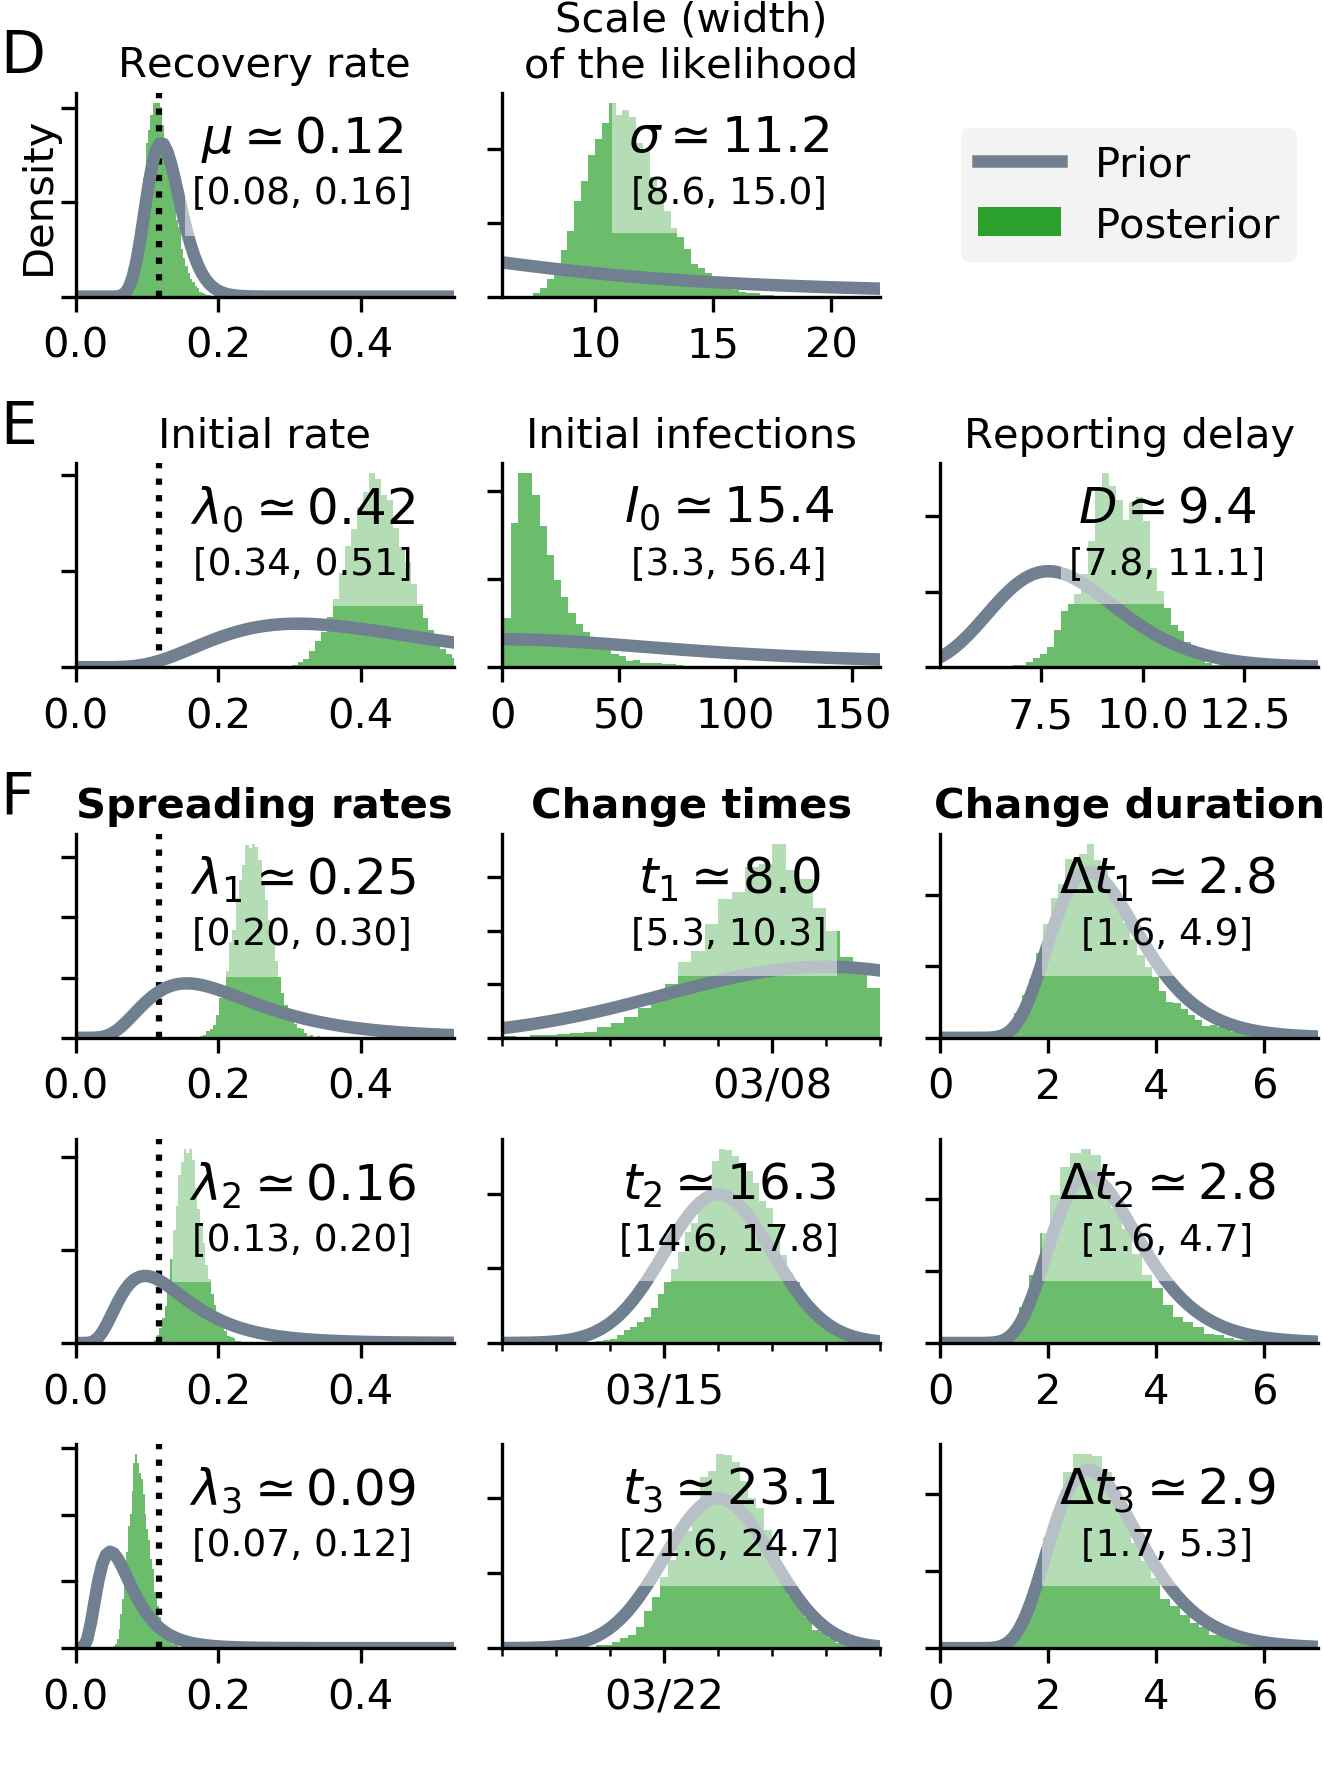 D
Recovery rate
Scale (width)
of the likelihood
Density
μ ≃ 0.12
[0.08, 0.16]
σ ≃ 11.2
[8.6, 15.0]
Prior
Posterior
0.0 0.2 0.4
10 15 20
E
Initial rate
Initial infections
Reporting delay
λ0 ≃ 0.42
[0.34, 0.51]
I0 ≃ 15.4
[3.3, 56.4]
D ≃ 9.4
[7.8, 11.1]
0.0 0.2 0.4
0 50 100 150
7.5 10.0 12.5
F
Spreading rates
Change times
Change duration
λ1 ≃ 0.25
[0.20, 0.30]
t1 ≃ 8.0
[5.3, 10.3]
Δt1 ≃ 2.8
[1.6, 4.9]
0.0 0.2 0.4
03/08
0 2 4 6
λ2 ≃ 0.16
[0.13, 0.20]
t2 ≃ 16.3
[14.6, 17.8]
Δt2 ≃ 2.8
[1.6, 4.7]
0.0 0.2 0.4
03/15
0 2 4 6
λ3 ≃ 0.09
[0.07, 0.12]
t3 ≃ 23.1
[21.6, 24.7]
Δt3 ≃ 2.9
[1.7, 5.3]
0.0 0.2 0.4
03/22
0 2 4 6